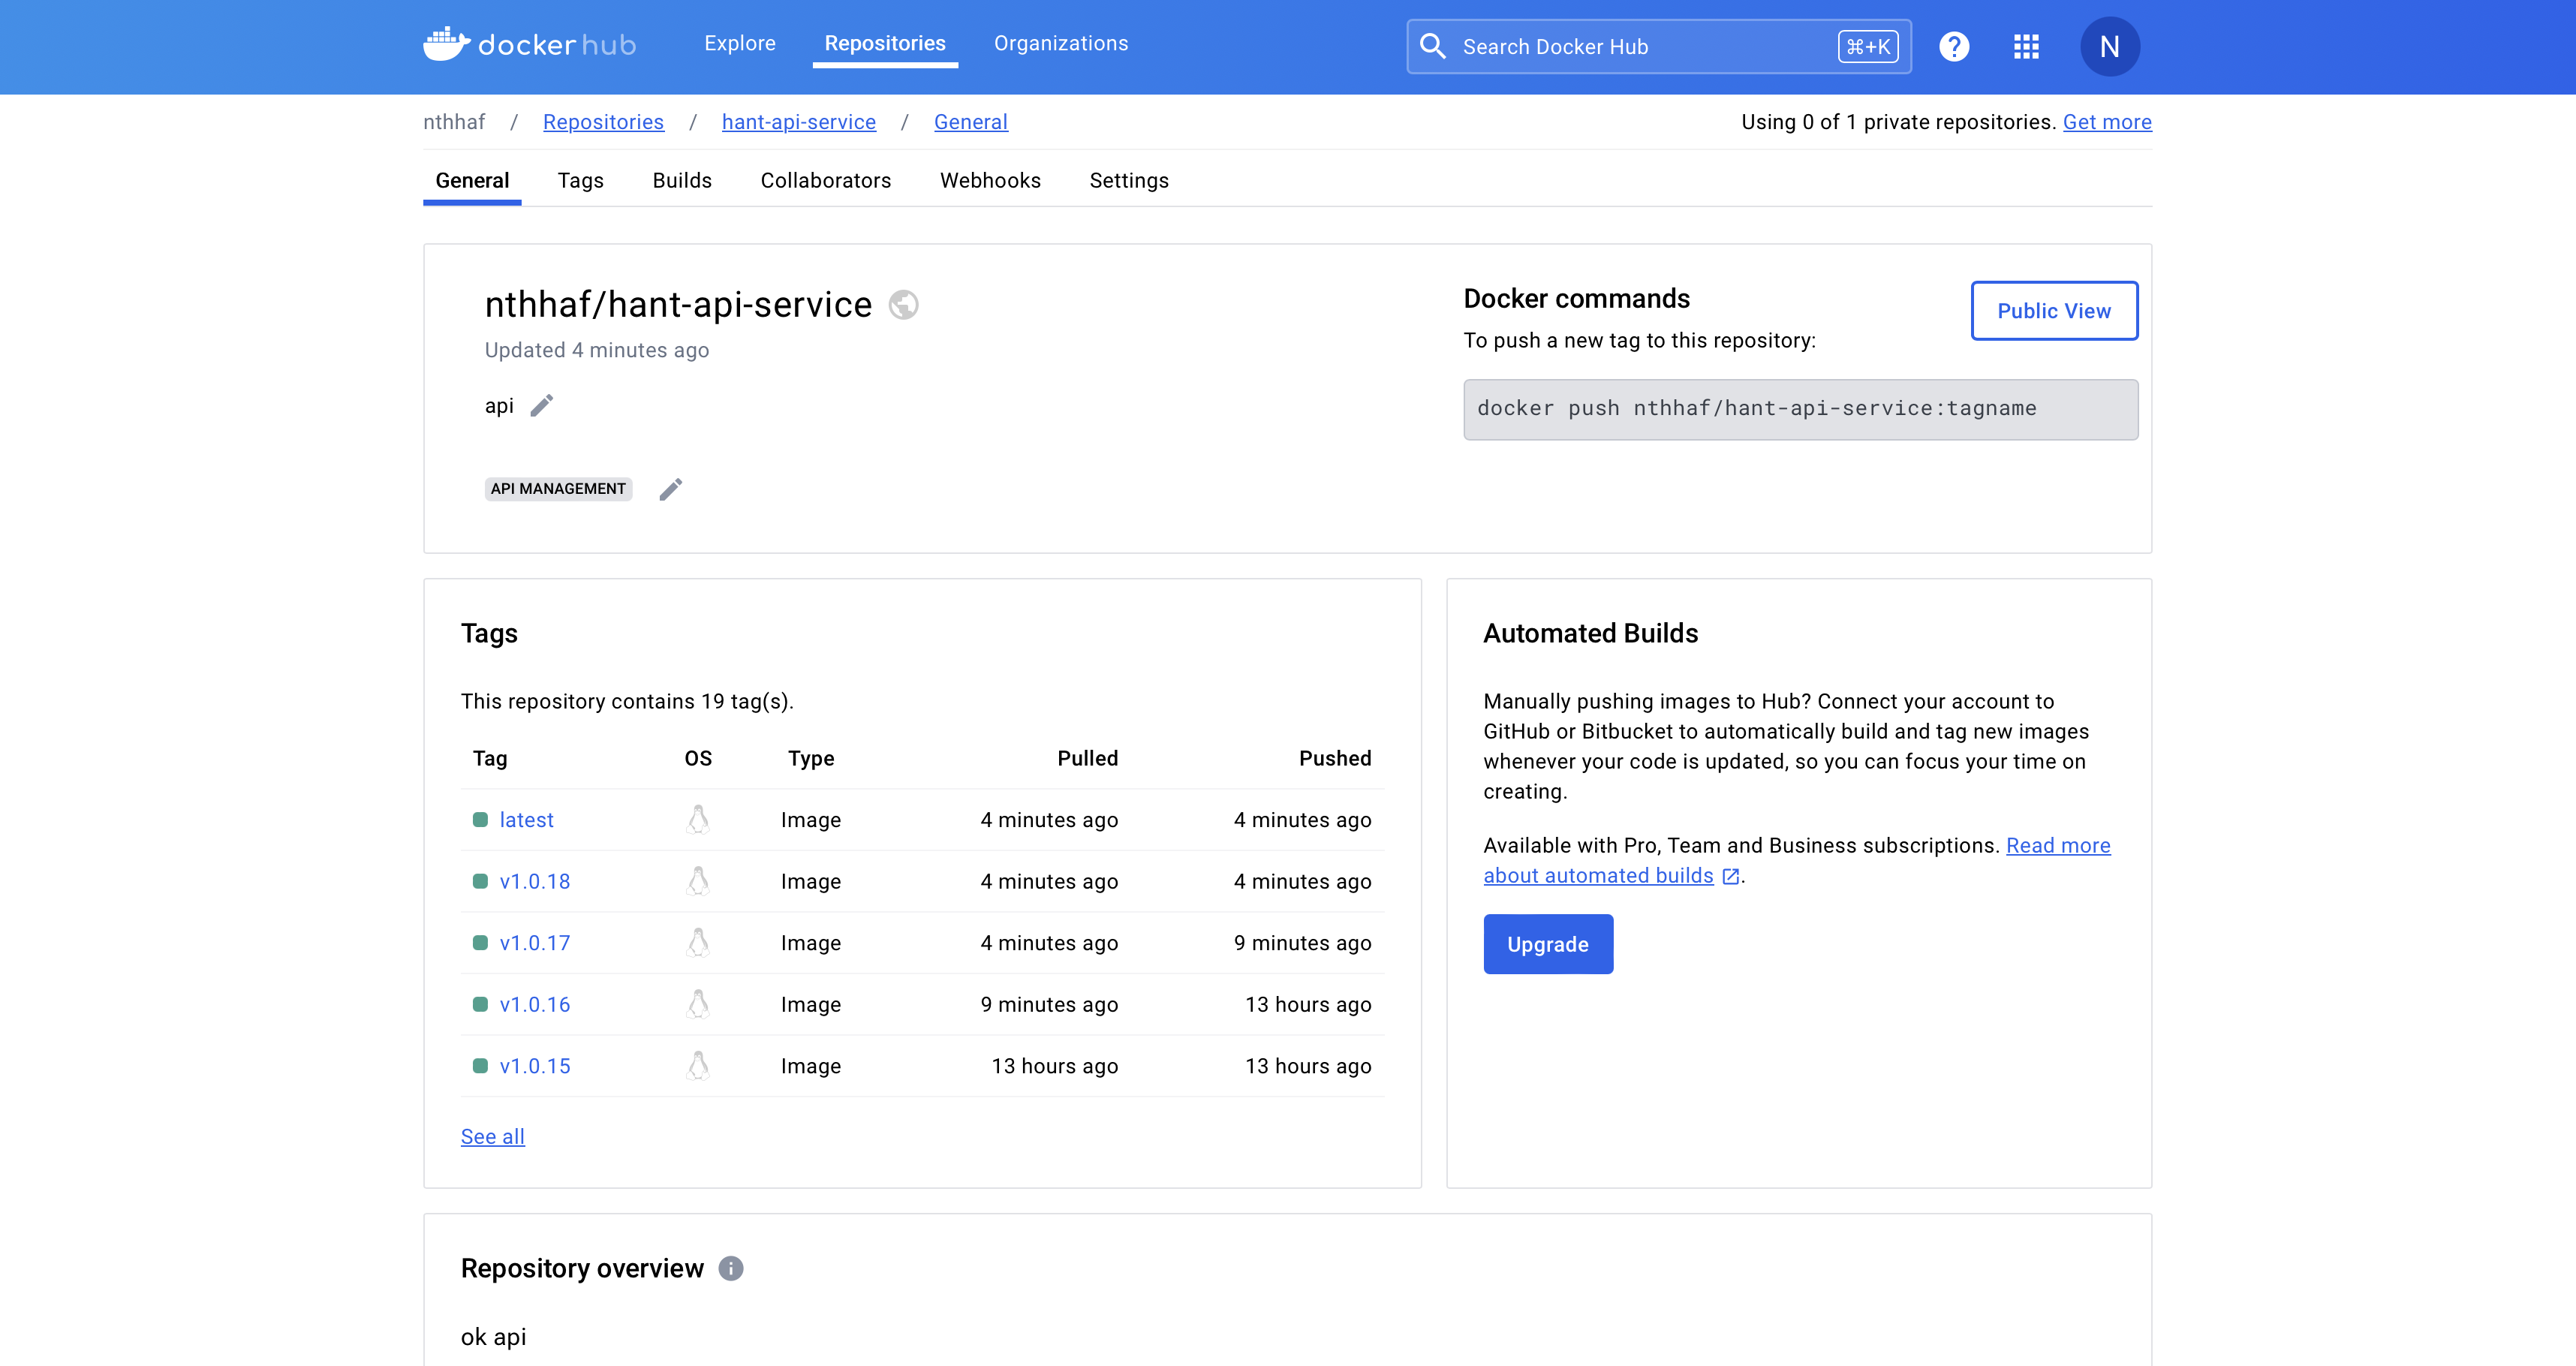 docker hub Explore Repositories Organizations Search Docker Hub ⌘+K ? N
nthhaf / Repositories / hant-api-service / General Using 0 of 1 private repositories. Get more
General Tags Builds Collaborators Webhooks Settings
nthhaf/hant-api-service
Updated 4 minutes ago
api
API MANAGEMENT
Docker commands
Public View
To push a new tag to this repository:
docker push nthhaf/hant-api-service:tagname
Tags
This repository contains 19 tag(s).
Tag OS Type Pulled Pushed
latest Image 4 minutes ago 4 minutes ago
v1.0.18 Image 4 minutes ago 4 minutes ago
v1.0.17 Image 4 minutes ago 9 minutes ago
v1.0.16 Image 9 minutes ago 13 hours ago
v1.0.15 Image 13 hours ago 13 hours ago
See all
Automated Builds
Manually pushing images to Hub? Connect your account to
GitHub or Bitbucket to automatically build and tag new images
whenever your code is updated, so you can focus your time on
creating.
Available with Pro, Team and Business subscriptions. Read more
about automated builds.
Upgrade
Repository overview
ok api